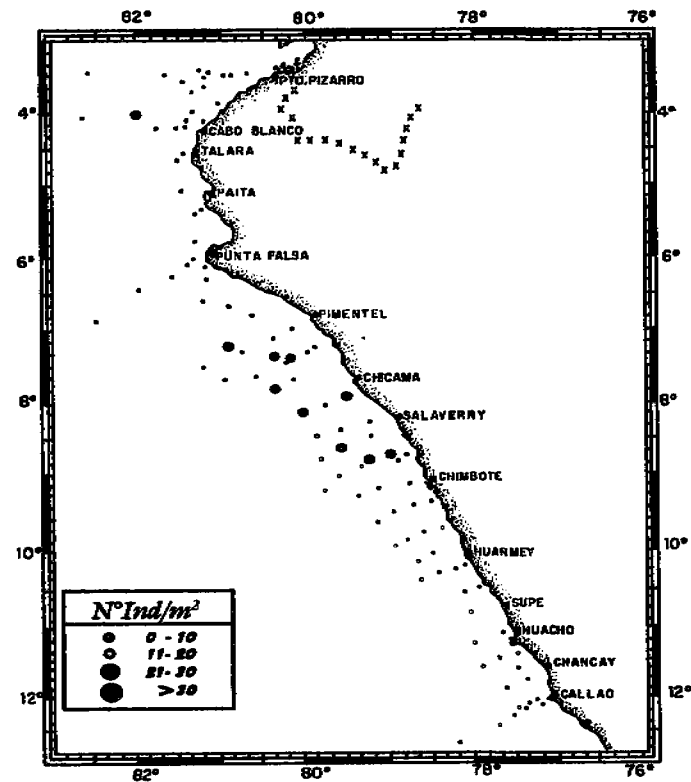 82° 80° 78° 76°
PTO.PIZARRO
4° 4°
CABO BLANCO
TALARA
PAITA
PUNTA FALSA
6° 6°
PIMENTEL
CHICAMA
8° 8°
SALAVERRY
CHIMBOTE
10° 10°
HUARMEY
N°Ind/m²
SUPE
0 - 10
HUACHO
11-20
CHANCAY
21-30
>30
CALLAO
12° 12°
82° 80° 78° 76°